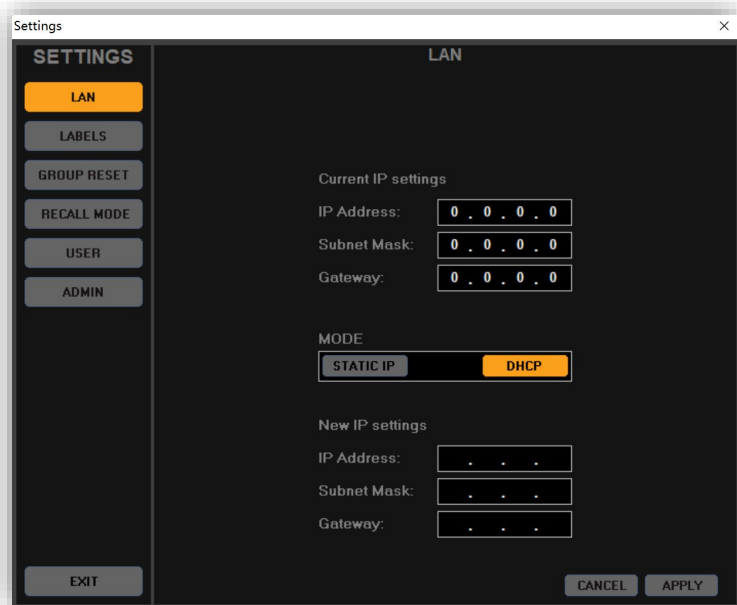 Settings
SETTINGS
LAN
LABELS
GROUP RESET
RECALL MODE
USER
ADMIN
EXIT
LAN
Current IP settings
IP Address: 0 . 0 . 0 . 0
Subnet Mask: 0 . 0 . 0 . 0
Gateway: 0 . 0 . 0 . 0
MODE
STATIC IP DHCP
New IP settings
IP Address: . . .
Subnet Mask: . . .
Gateway: . . .
CANCEL APPLY